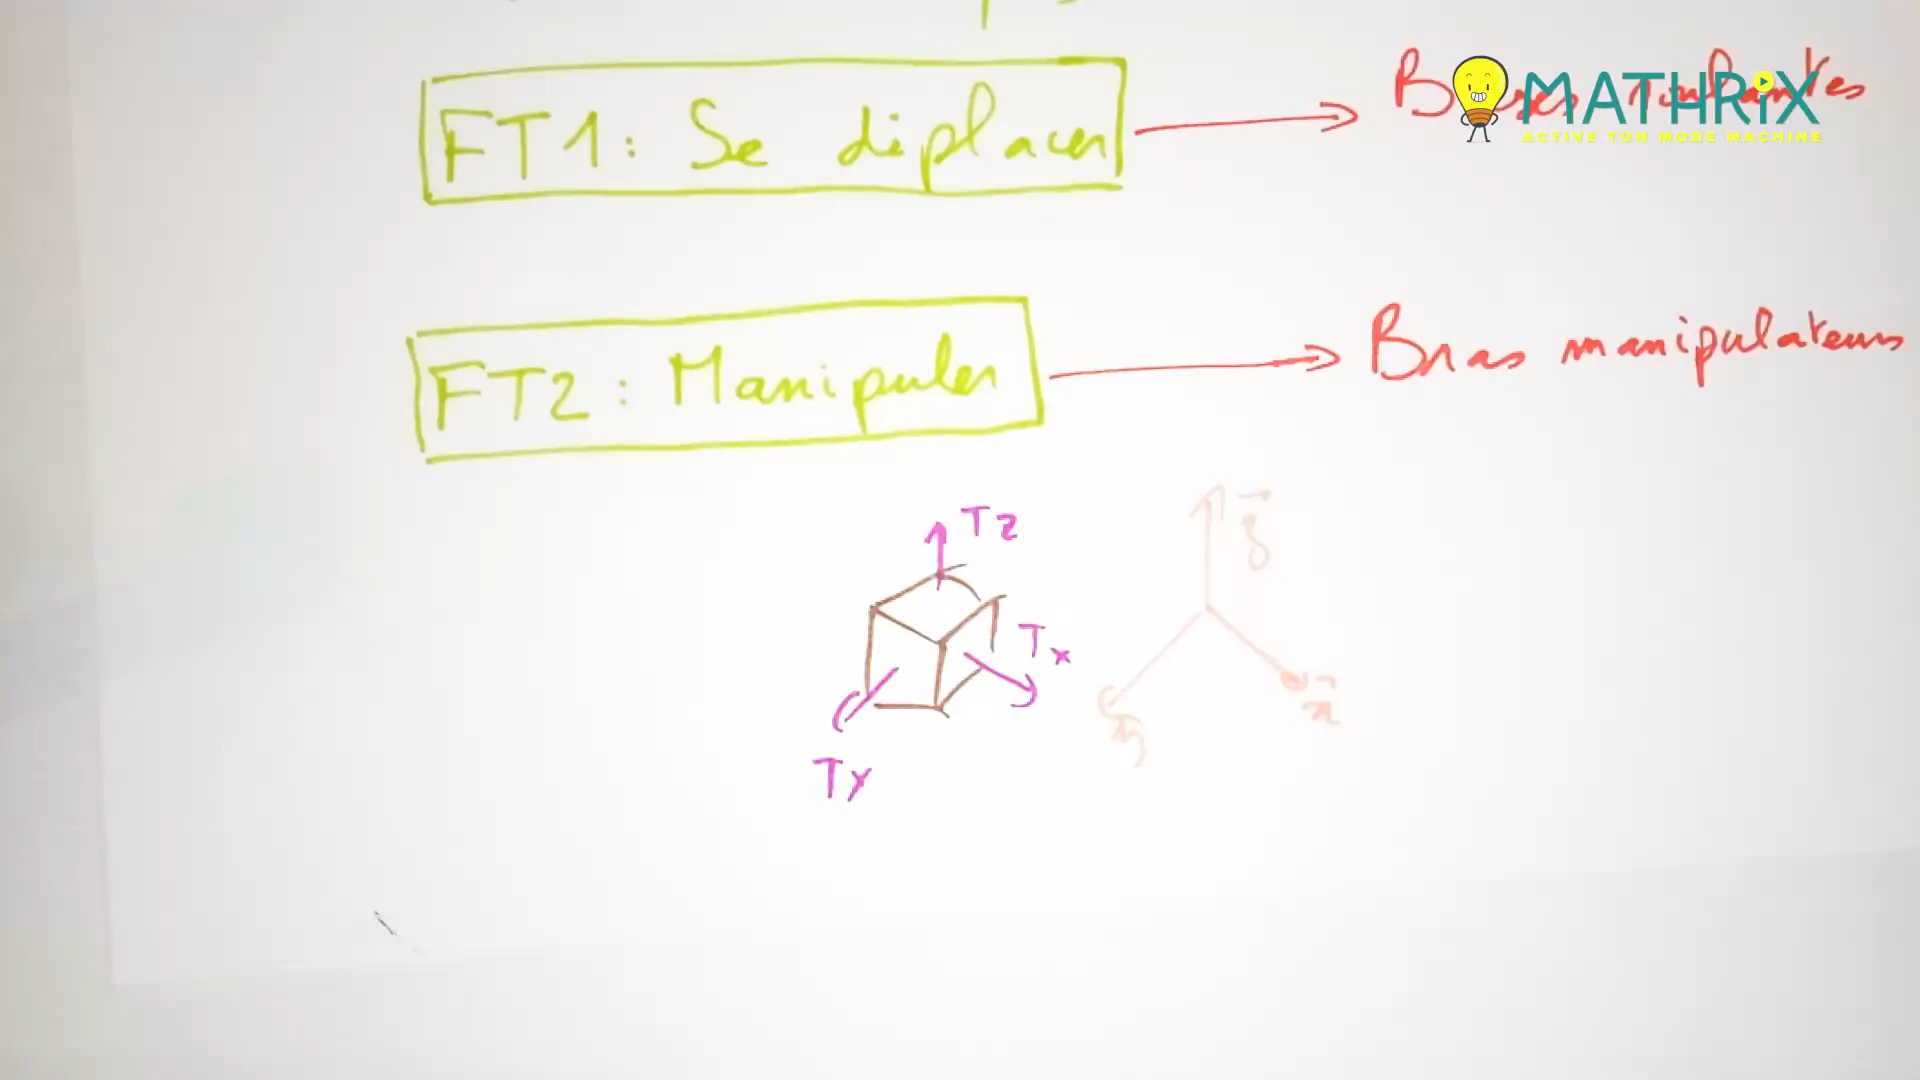 FT1: Se déplacer
MATHRiX
ACTIVE TON MODE MACHINE
FT2: Manipuler
Bras manipulateurs
Tz
z
Tx
x
Ty
y